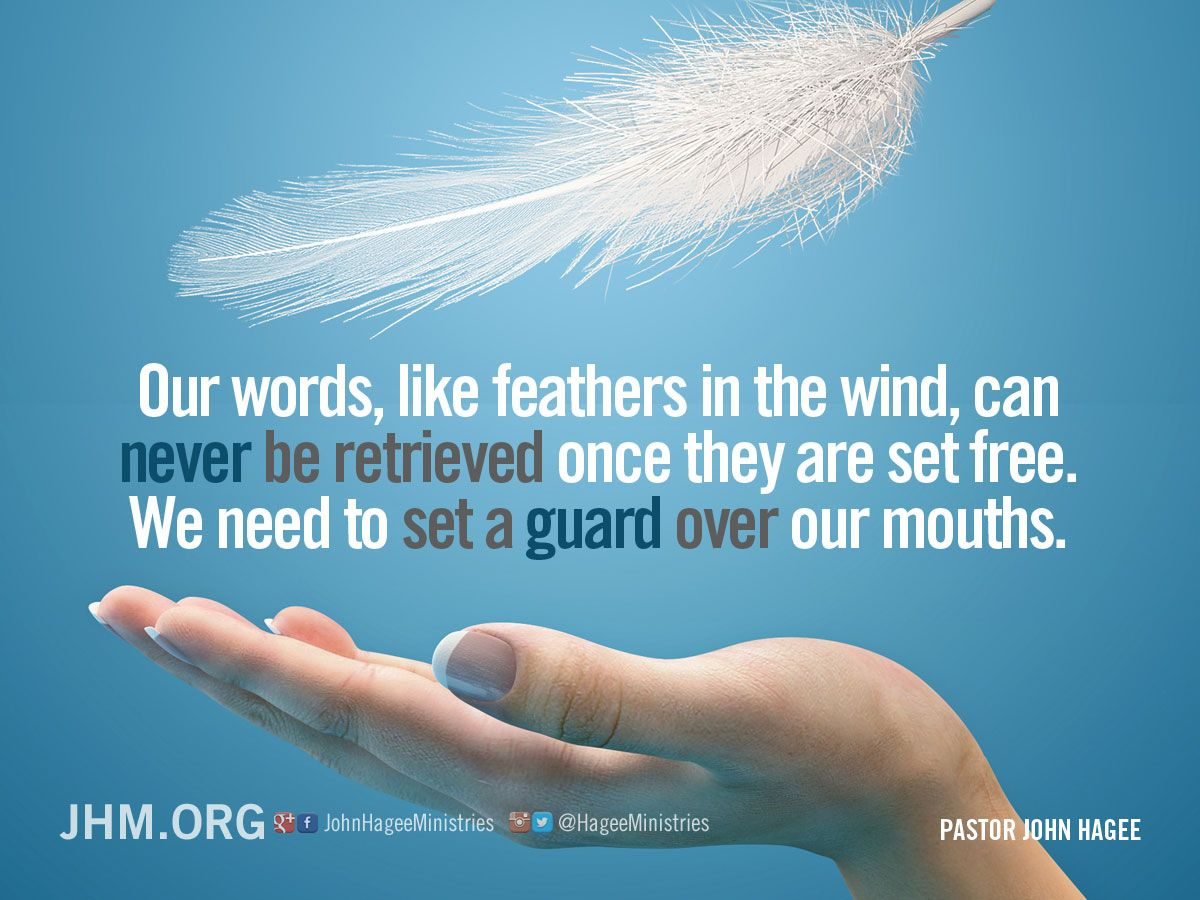 Our words, like feathers in the wind, can
never be retrieved once they are set free.
We need to set a guard over our mouths.
JHM.ORG JohnHageeMinistries @HageeMinistries
PASTOR JOHN HAGEE